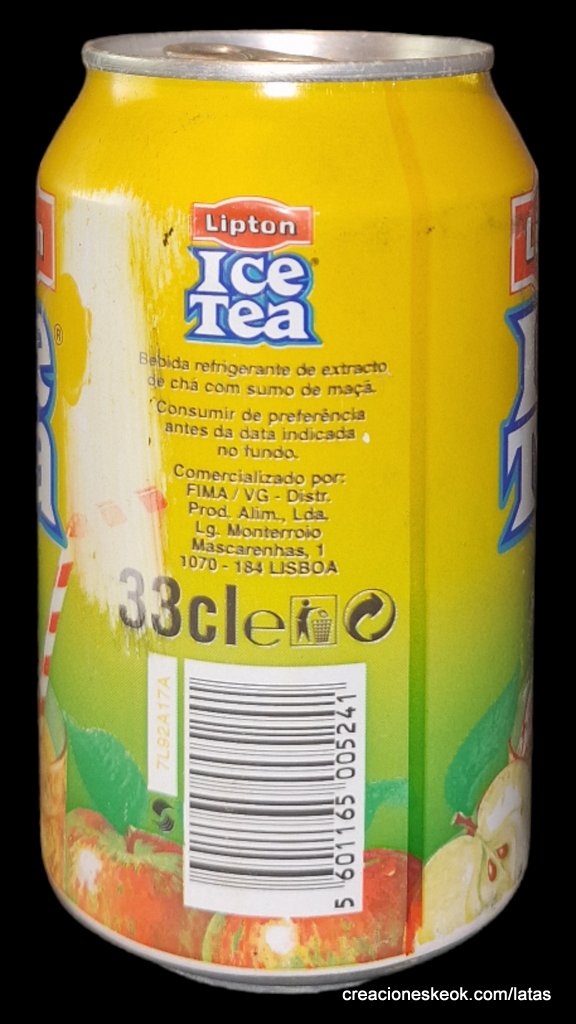 Lipton
Ice
Tea
Bebida refrigerante de extracto
de chá com sumo de maçã.
Consumir de preferência
antes da data indicada
no fundo.
Comercializado por:
FIMA / VG - Distr.
Prod. Alim., Lda.
Lg. Monterroio
Mascarenhas, 1
1070 - 184 LISBOA
33cl e
7L92A17A
5 601165 005241
creacioneskeok.com/latas